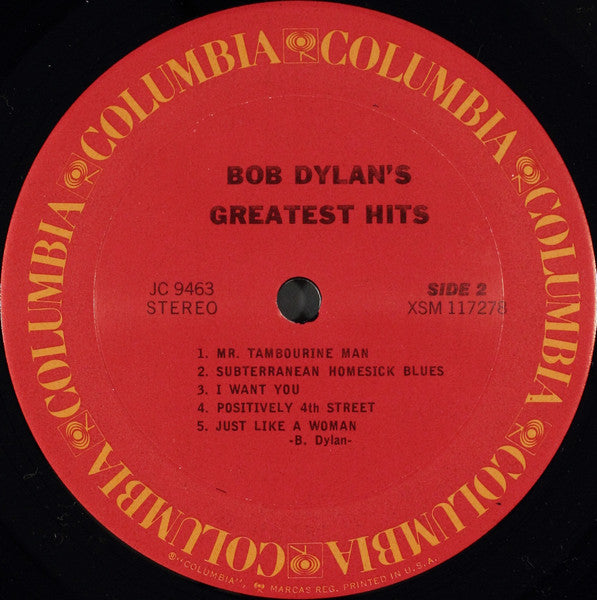 COLUMBIA COLUMBIA COLUMBIA COLUMBIA COLUMBIA COLUMBIA
BOB DYLAN'S
GREATEST HITS
JC 9463
STEREO
SIDE 2
XSM 117278
1. MR. TAMBOURINE MAN
2. SUBTERRANEAN HOMESICK BLUES
3. I WANT YOU
4. POSITIVELY 4th STREET
5. JUST LIKE A WOMAN
-B. Dylan-
®"COLUMBIA", MARCAS REG. PRINTED IN U.S.A.